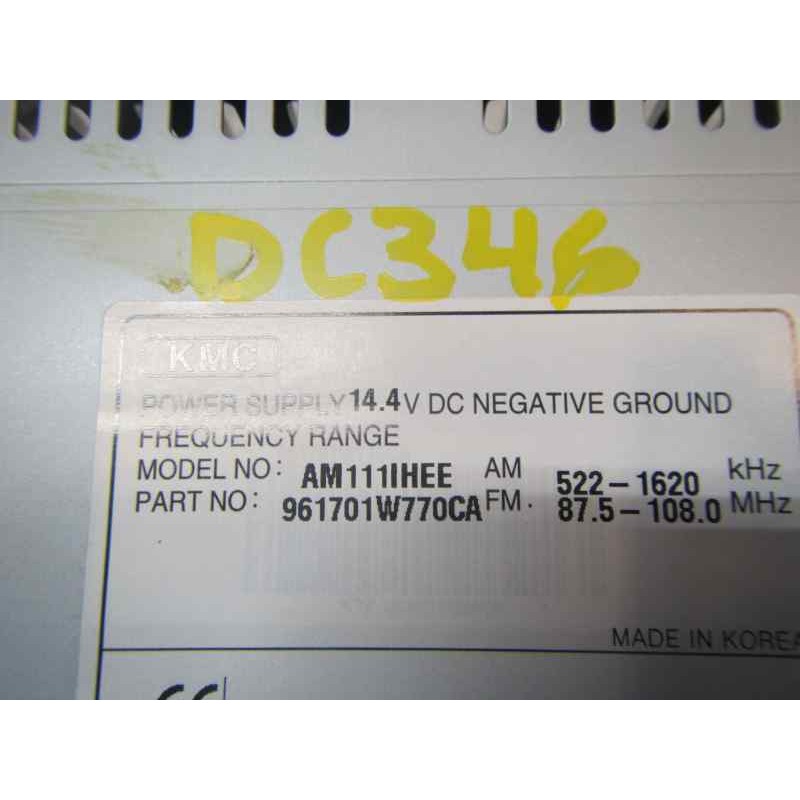 DC346
KMC
POWER SUPPLY 14.4V DC NEGATIVE GROUND
FREQUENCY RANGE
MODEL NO: AM111IHEE AM 522-1620 kHz
PART NO: 961701W770CA FM. 87.5-108.0 MHz
MADE IN KOREA